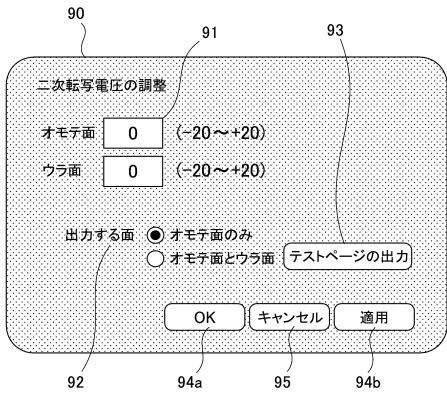 90
91
93
二次転写電圧の調整
オモテ面 0 (-20～+20)
ウラ面 0 (-20～+20)
出力する面 オモテ面のみ
オモテ面とウラ面 テストページの出力
OK キャンセル 適用
92 94a 95 94b